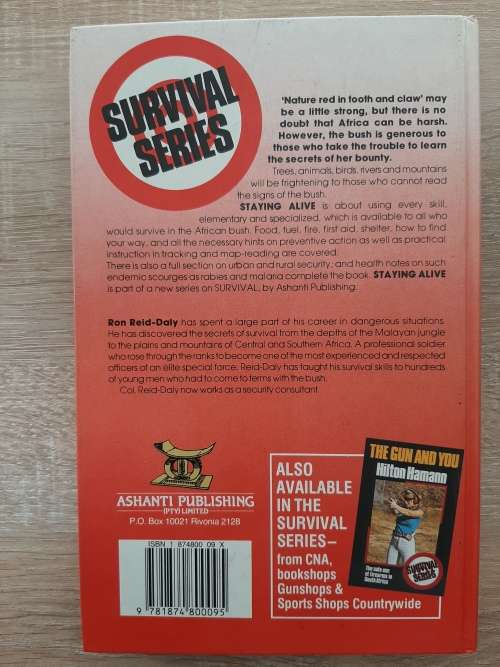 SURVIVAL
SERIES
'Nature red in tooth and claw' may
be a little strong, but there is no
doubt that Africa can be harsh.
However, the bush is generous to
those who take the trouble to learn
the secrets of her bounty.
Trees, animals, birds, rivers and mountains
will be frightening to those who cannot read
the signs of the bush.
STAYING ALIVE is about using every skill,
elementary and specialized, which is available to all who
would survive in the African bush. Food, fuel, fire, first aid, shelter, how to find
your way, and all the necessary hints on preventive action as well as practical
instruction in tracking and map-reading are covered.
There is also a full section on urban and rural security; and health notes on such
endemic scourges as rabies and malaria complete the book. STAYING ALIVE
is part of a new series on SURVIVAL, by Ashanti Publishing.
Ron Reid-Daly has spent a large part of his career in dangerous situations.
He has discovered the secrets of survival from the depths of the Malayan jungle
to the plains and mountains of Central and Southern Africa. A professional soldier
who rose through the ranks to become one of the most experienced and respected
officers of an elite special force, Reid-Daly has taught his survival skills to hundreds
of young men who had to come to terms with the bush.
Col. Reid-Daly now works as a security consultant.
ASHANTI PUBLISHING
(PTY) LIMITED
P.O. Box 10021 Rivonia 2128
ISBN 1 874800 09 X
9 781874 800095
ALSO
AVAILABLE
IN THE
SURVIVAL
SERIES–
from CNA,
bookshops
Gunshops &
Sports Shops Countrywide
THE GUN AND YOU
Hilton Hamann
The safe use
of firearms in
South Africa
SURVIVAL
SERIES